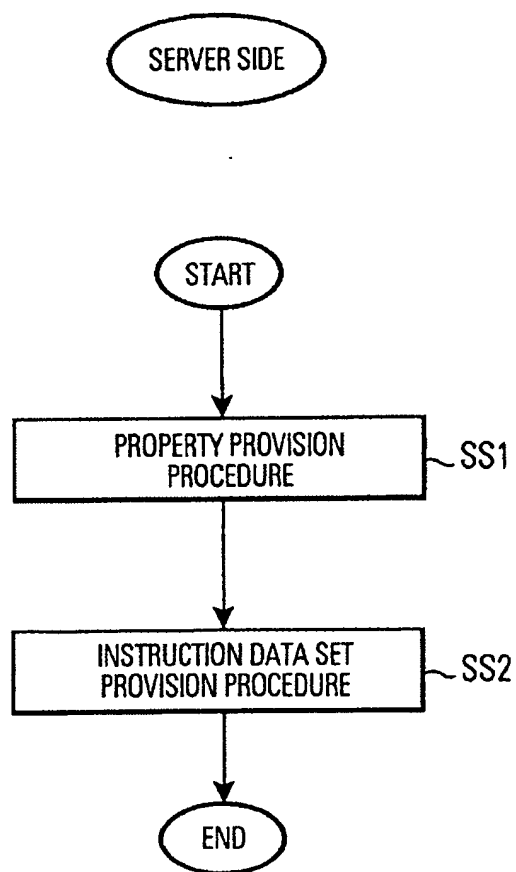 SERVER SIDE
START
PROPERTY PROVISION
PROCEDURE
SS1
INSTRUCTION DATA SET
PROVISION PROCEDURE
SS2
END